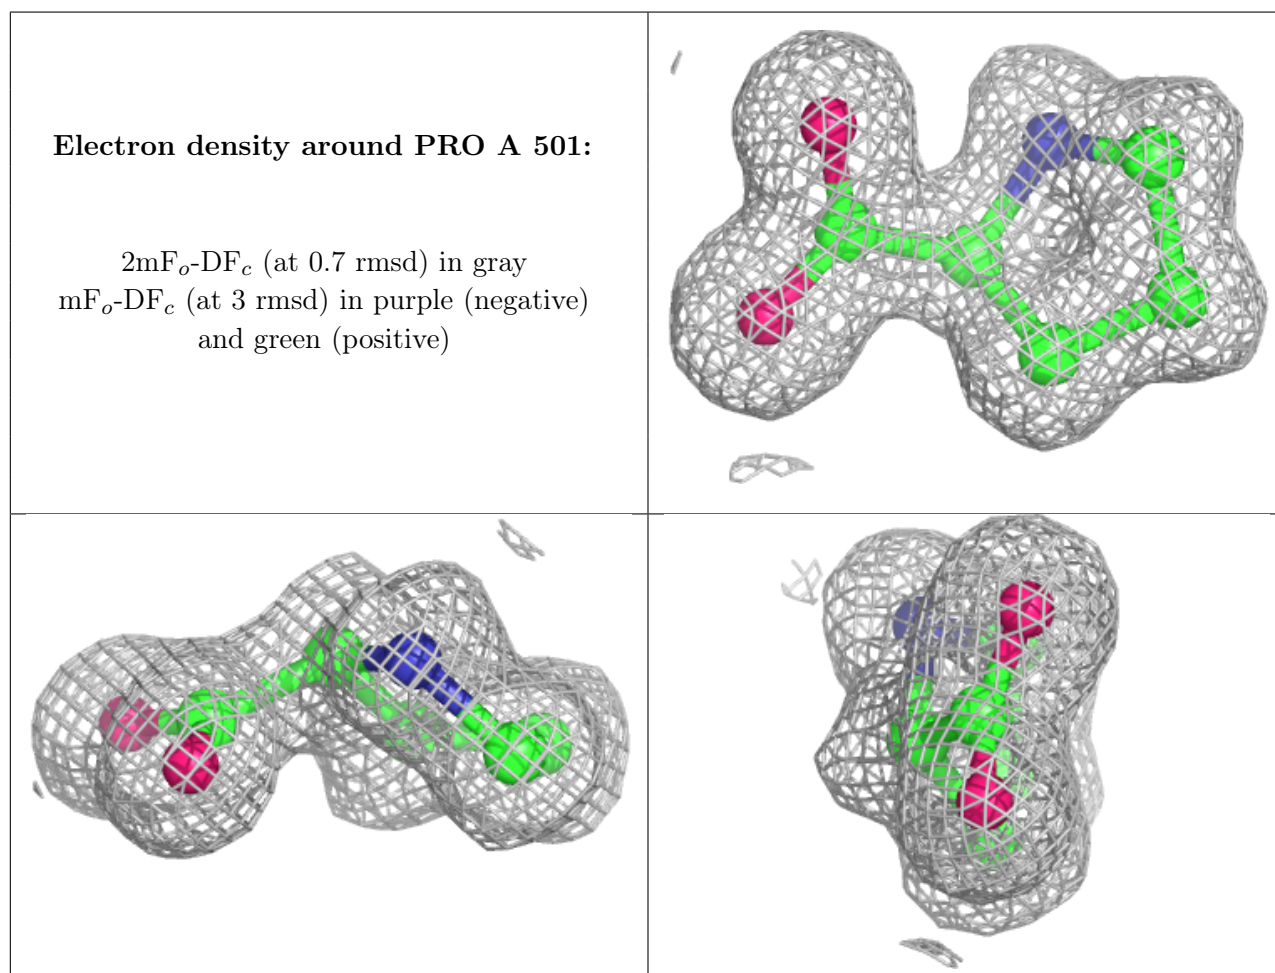 Electron density around PRO A 501:
2mFo-DFc (at 0.7 rmsd) in gray
mFo-DFc (at 3 rmsd) in purple (negative)
and green (positive)